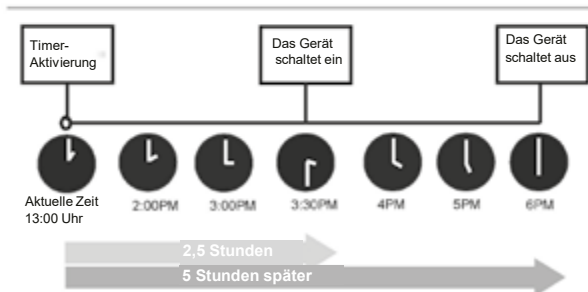 Timer-
Aktivierung
Das Gerät
schaltet ein
Das Gerät
schaltet aus
Aktuelle Zeit
13:00 Uhr
2:00PM
3:00PM
3:30PM
4PM
5PM
6PM
2,5 Stunden
5 Stunden später